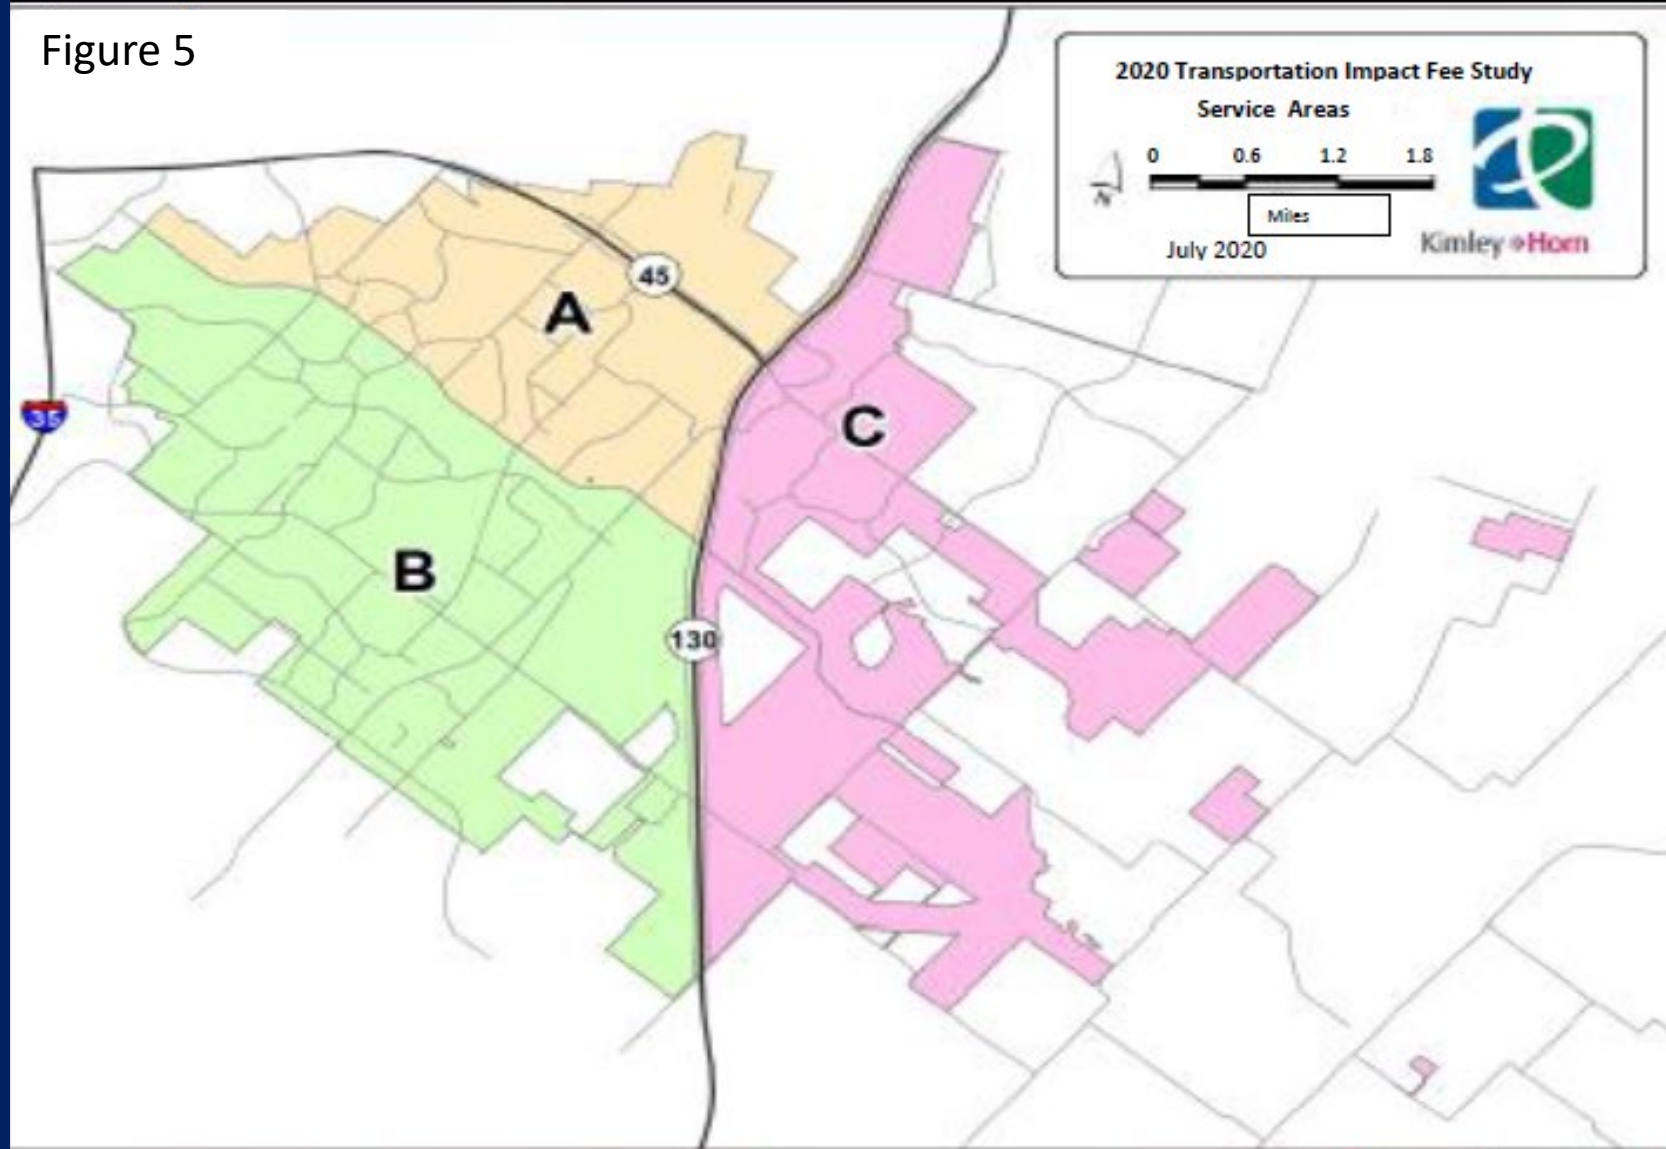 Figure 5
2020 Transportation Impact Fee Study
Service Areas
0 0.6 1.2 1.8
N
Miles
July 2020
Kimley Horn
45
A
35
C
B
130